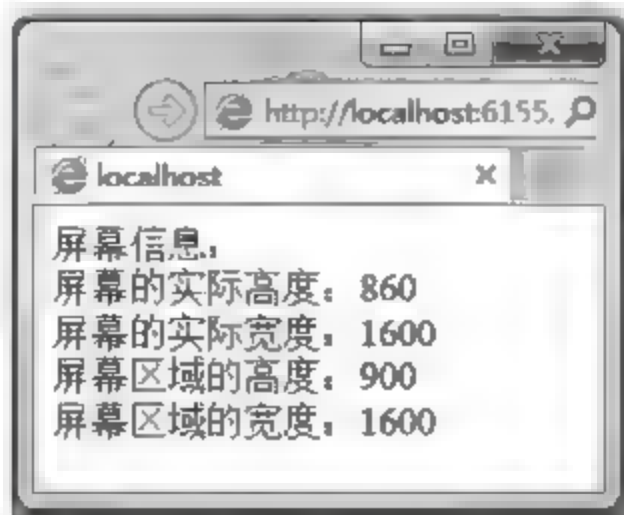 http://localhost:6155.
localhost
屏幕信息：
屏幕的实际高度：860
屏幕的实际宽度：1600
屏幕区域的高度：900
屏幕区域的宽度：1600